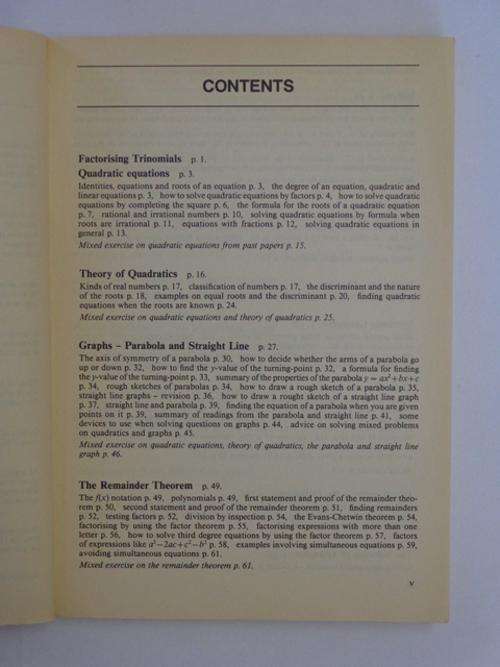 CONTENTS
Factorising Trinomials p. 1.
Quadratic equations p. 3.
Identities, equations and roots of an equation p. 3, the degree of an equation, quadratic and
linear equations p. 3, how to solve quadratic equations by factors p. 4, how to solve quadratic
equations by completing the square p. 6, the formula for the roots of a quadratic equation
p. 7, rational and irrational numbers p. 10, solving quadratic equations by formula when
roots are irrational p. 11, equations with fractions p. 12, solving quadratic equations in
general p. 13.
Mixed exercise on quadratic equations from past papers p. 15.
Theory of Quadratics p. 16.
Kinds of real numbers p. 17, classification of numbers p. 17, the discriminant and the nature
of the roots p. 18, examples on equal roots and the discriminant p. 20, finding quadratic
equations when the roots are known p. 24.
Mixed exercise on quadratic equations and theory of quadratics p. 25.
Graphs – Parabola and Straight Line p. 27.
The axis of symmetry of a parabola p. 30, how to decide whether the arms of a parabola go
up or down p. 32, how to find the y-value of the turning-point p. 32, a formula for finding
the y-value of the turning-point p. 33, summary of the properties of the parabola y = ax²+bx+c
p. 34, rough sketches of parabolas p. 34, how to draw a rough sketch of a parabola p. 35,
straight line graphs – revision p. 36, how to draw a rought sketch of a straight line graph
p. 37, straight line and parabola p. 39, finding the equation of a parabola when you are given
points on it p. 39, summary of readings from the parabola and straight line p. 41, some
devices to use when solving questions on graphs p. 44, advice on solving mixed problems
on quadratics and graphs p. 45.
Mixed exercise on quadratic equations, theory of quadratics, the parabola and straight line
graph p. 46.
The Remainder Theorem p. 49.
The f(x) notation p. 49, polynomials p. 49, first statement and proof of the remainder theo-
rem p. 50, second statement and proof of the remainder theorem p. 51, finding remainders
p. 52, testing factors p. 52, division by inspection p. 54, the Evans-Chetwin theorem p. 54,
factorising by using the factor theorem p. 55, factorising expressions with more than one
letter p. 56, how to solve third degree equations by using the factor theorem p. 57, factors
of expressions like a²−2ac+c²−b² p. 58, examples involving simultaneous equations p. 59,
avoiding simultaneous equations p. 61.
Mixed exercise on the remainder theorem p. 61.
v